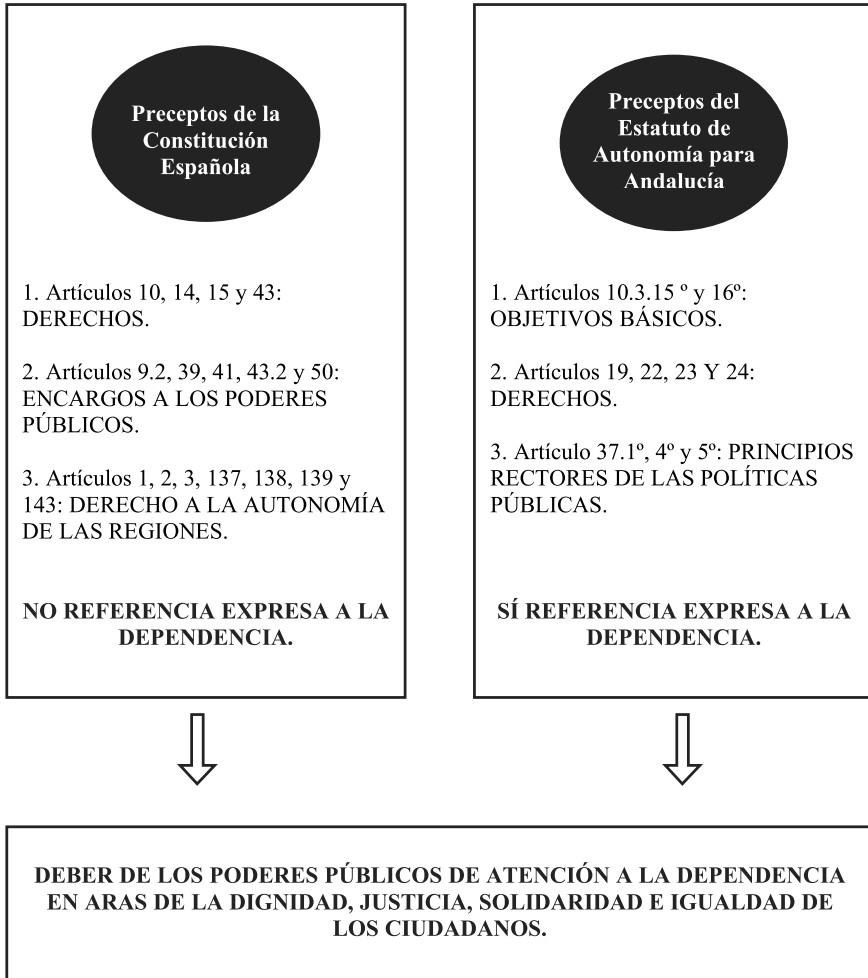 Preceptos de la
Constitución
Española
1. Artículos 10, 14, 15 y 43:
DERECHOS.
2. Artículos 9.2, 39, 41, 43.2 y 50:
ENCARGOS A LOS PODERES
PÚBLICOS.
3. Artículos 1, 2, 3, 137, 138, 139 y
143: DERECHO A LA AUTONOMÍA
DE LAS REGIONES.
NO REFERENCIA EXPRESA A LA
DEPENDENCIA.
Preceptos del
Estatuto de
Autonomía para
Andalucía
1. Artículos 10.3.15 º y 16º:
OBJETIVOS BÁSICOS.
2. Artículos 19, 22, 23 Y 24:
DERECHOS.
3. Artículo 37.1º, 4º y 5º: PRINCIPIOS
RECTORES DE LAS POLÍTICAS
PÚBLICAS.
SÍ REFERENCIA EXPRESA A LA
DEPENDENCIA.
DEBER DE LOS PODERES PÚBLICOS DE ATENCIÓN A LA DEPENDENCIA
EN ARAS DE LA DIGNIDAD, JUSTICIA, SOLIDARIDAD E IGUALDAD DE
LOS CIUDADANOS.